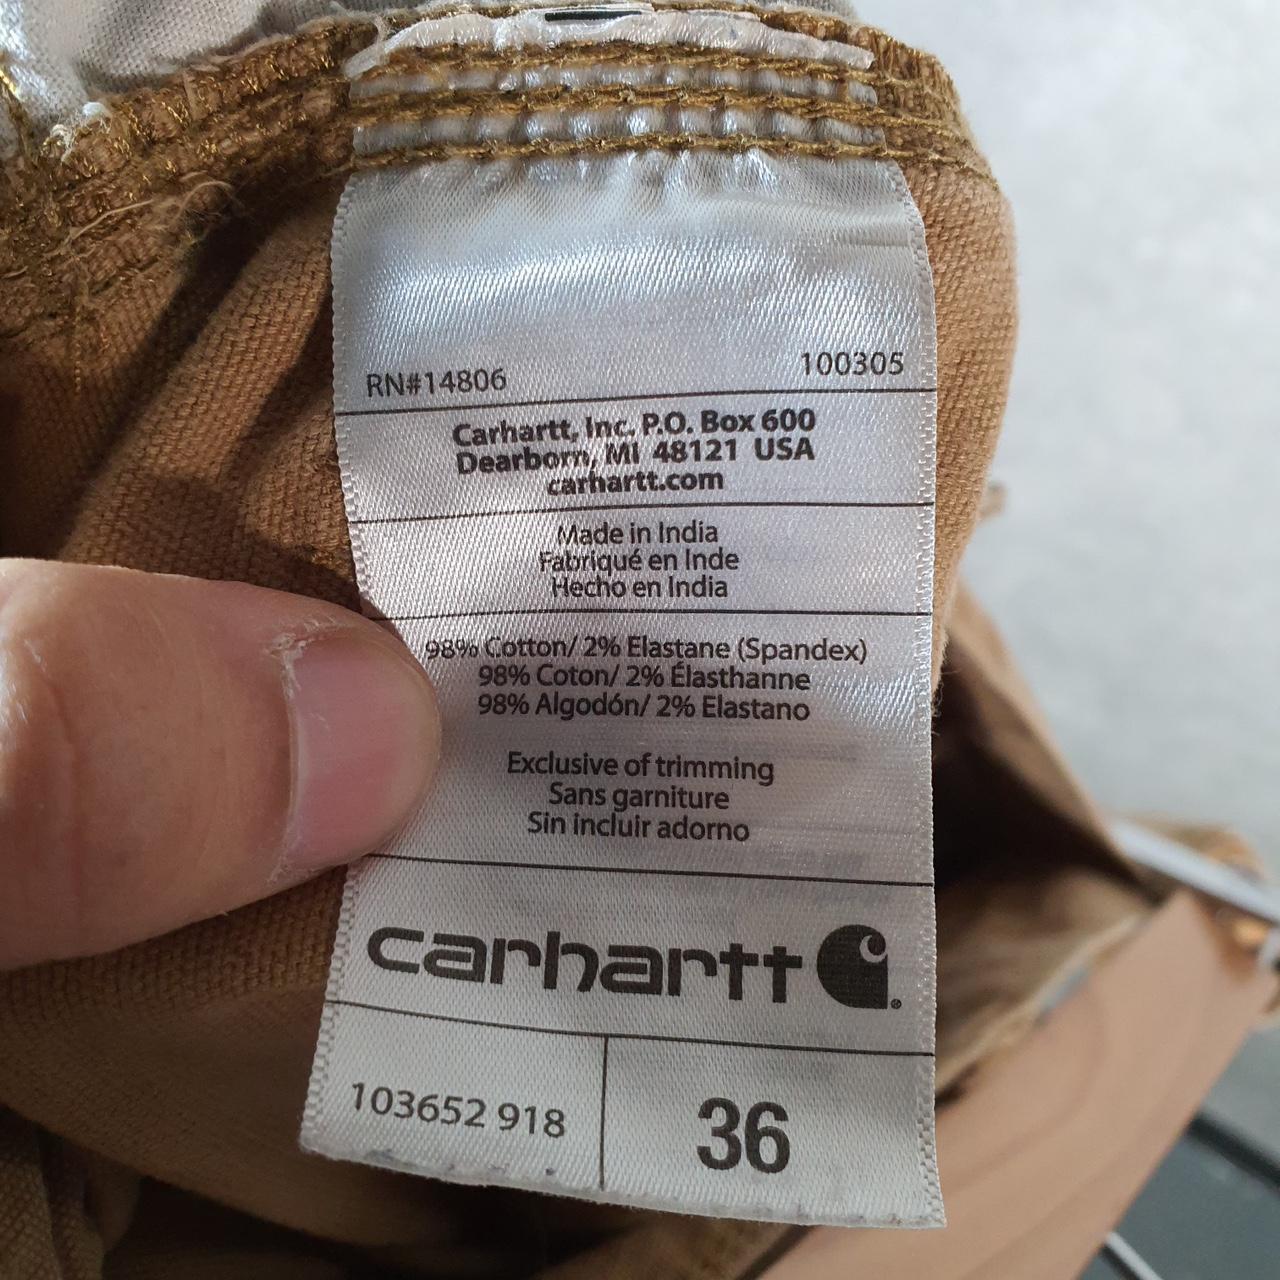 RN#14806 100305
Carhartt, Inc. P.O. Box 600
Dearborn, MI 48121 USA
carhartt.com
Made in India
Fabriqué en Inde
Hecho en India
98% Cotton/ 2% Elastane (Spandex)
98% Coton/ 2% Élasthanne
98% Algodón/ 2% Elastano
Exclusive of trimming
Sans garniture
Sin incluir adorno
carhartt ®
103652 918 36